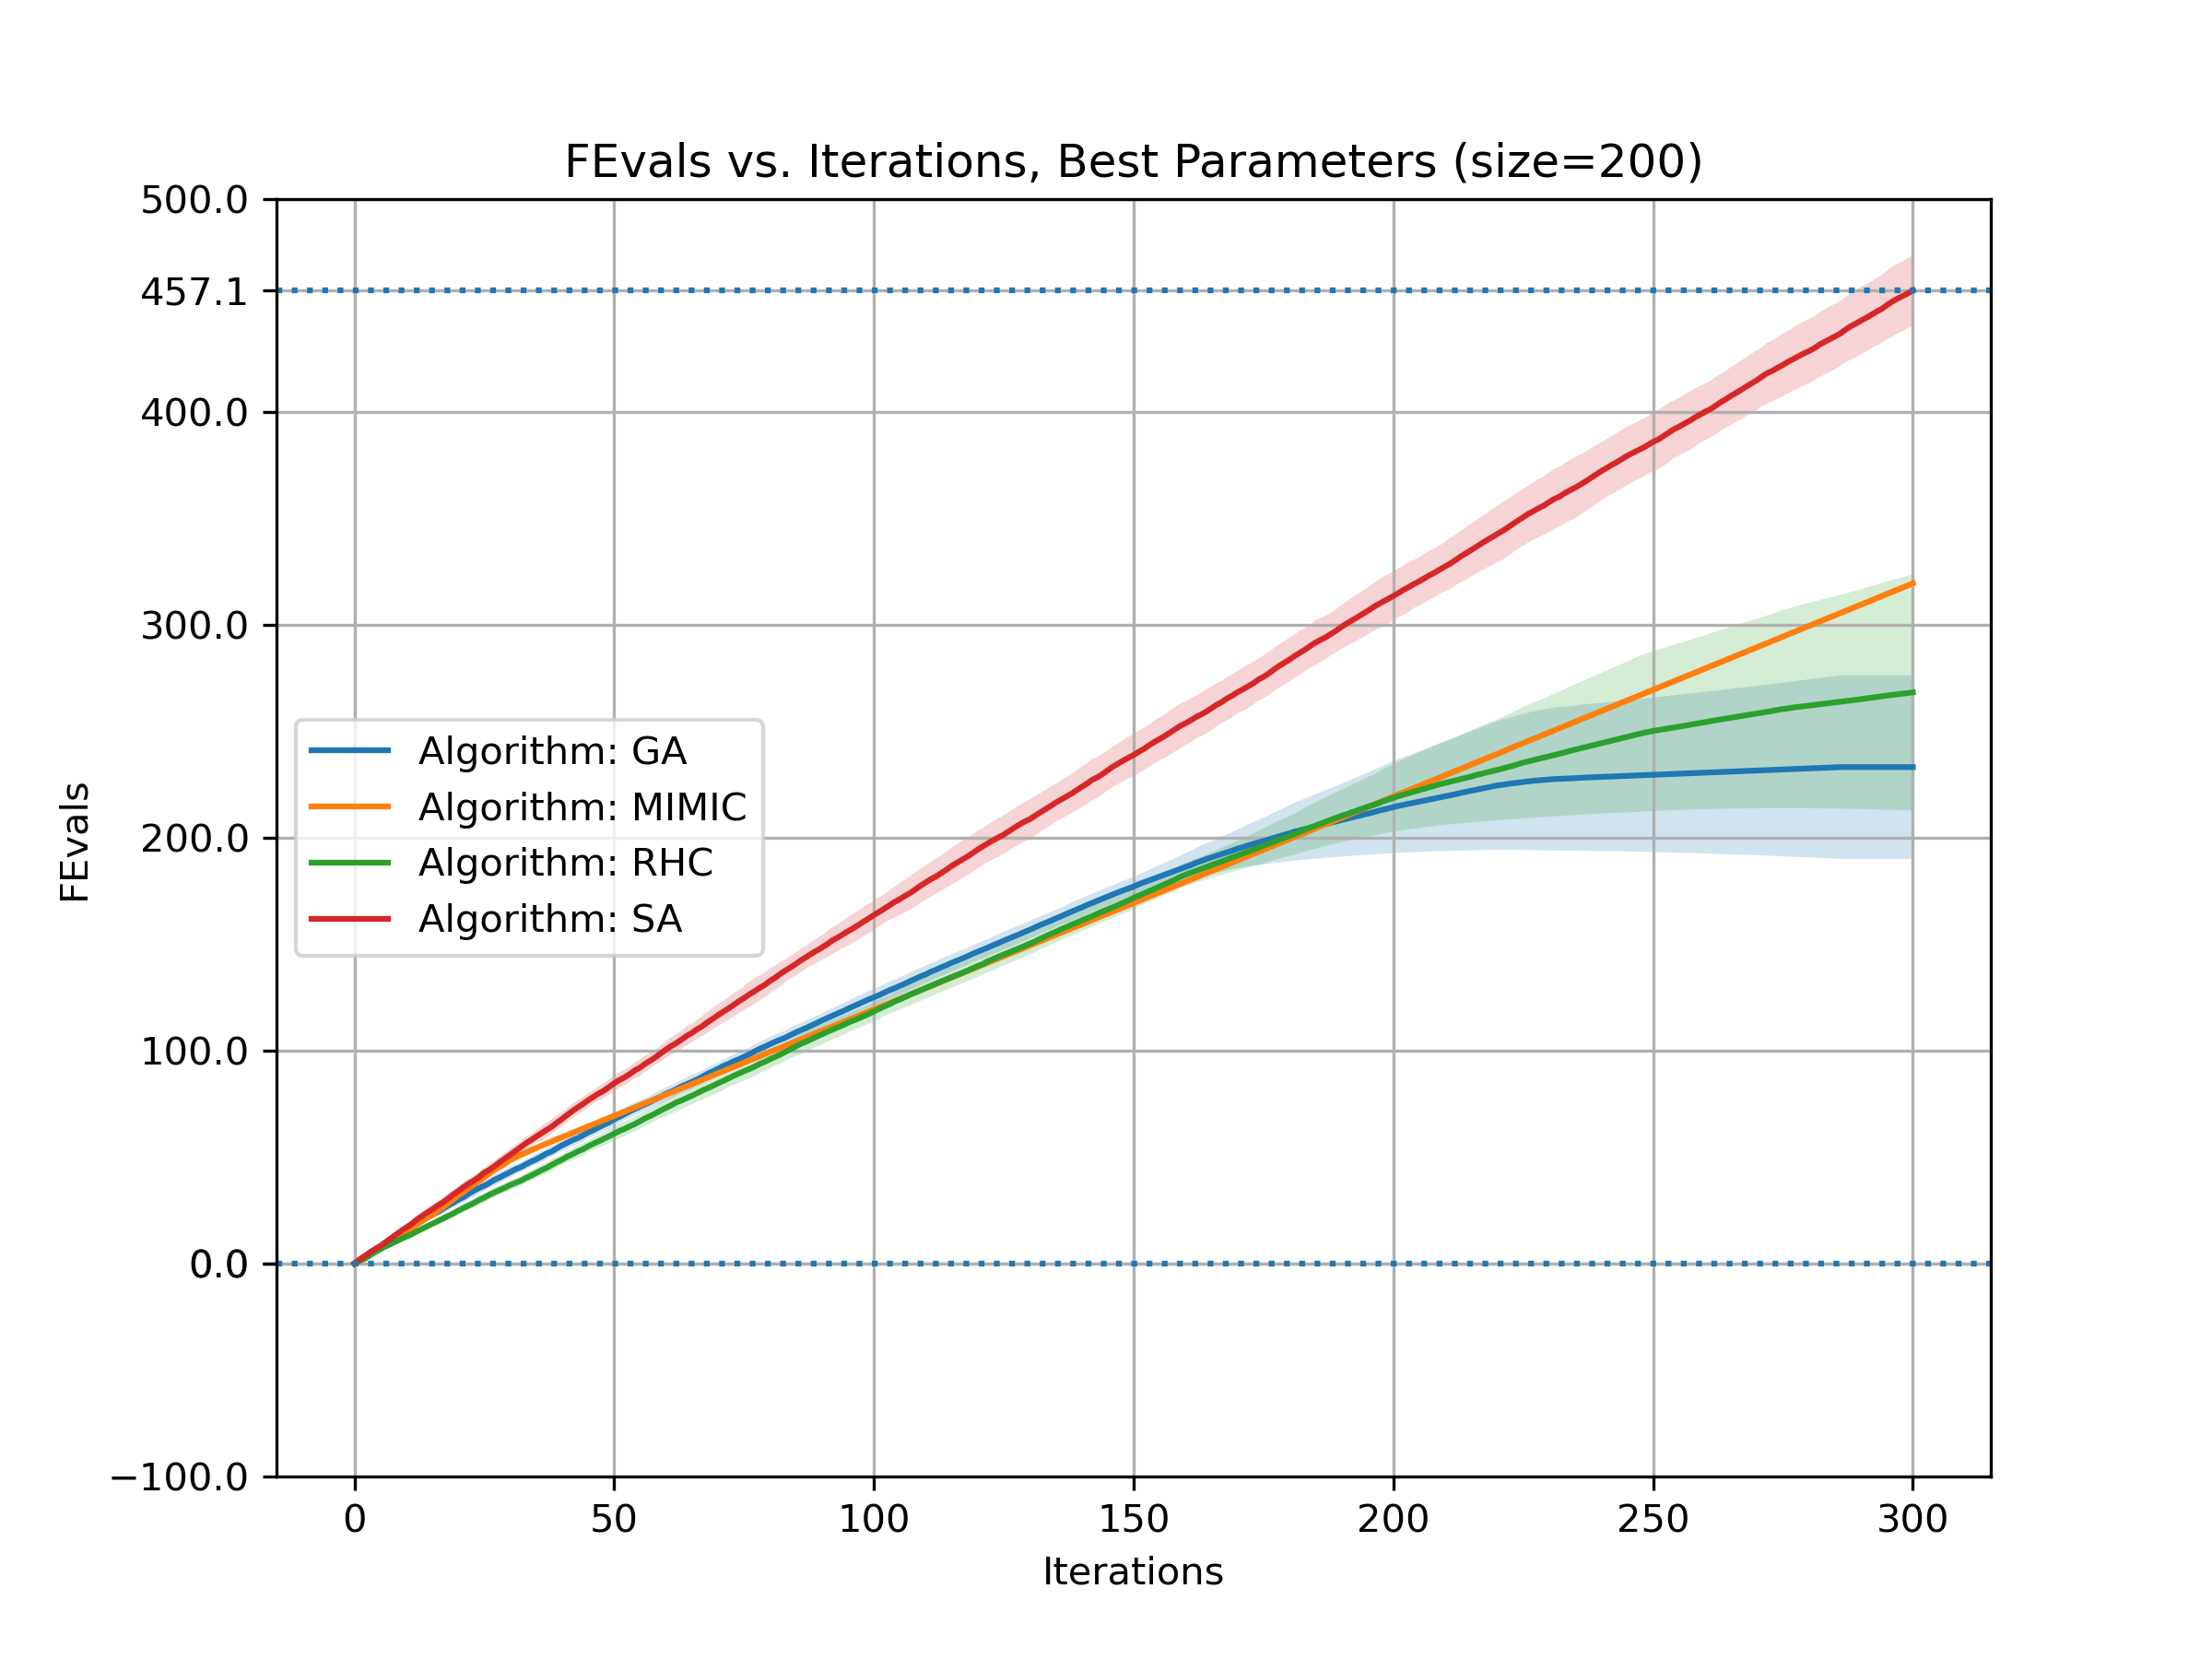 FEvals vs. Iterations, Best Parameters (size=200)
500.0
457.1
400.0
300.0
200.0
100.0
0.0
−100.0
FEvals
Algorithm: GA
Algorithm: MIMIC
Algorithm: RHC
Algorithm: SA
0 50 100 150 200 250 300
Iterations